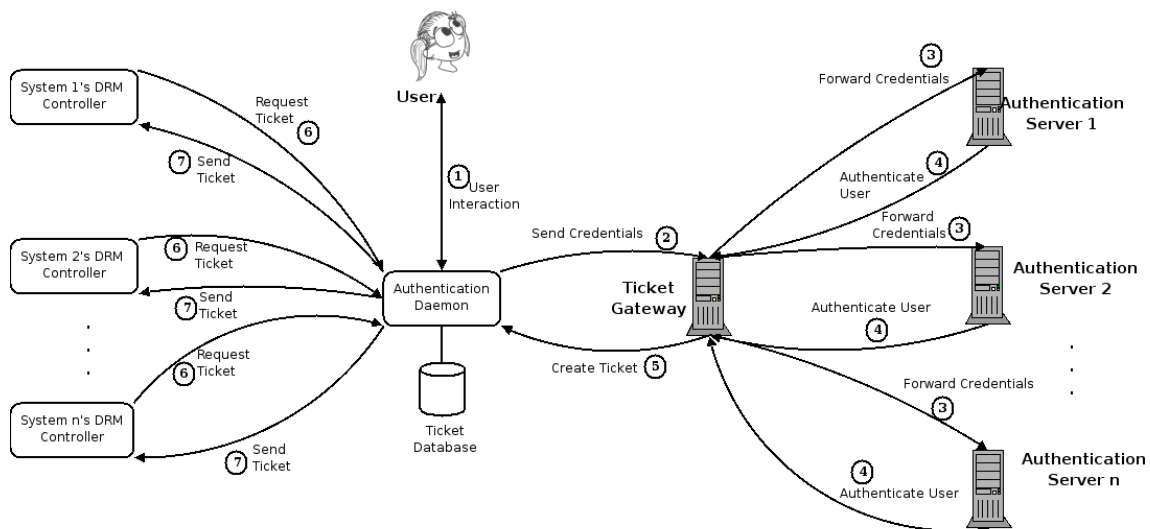 User
System 1's DRM
Controller
Request
Ticket
6
7
Send
Ticket
1
User
Interaction
3
Forward Credentials
Authentication
Server 1
4
Authenticate
User
System 2's DRM
Controller
6
Request
Ticket
7
Send
Ticket
Authentication
Daemon
Send Credentials
2
Ticket
Gateway
Forward
Credentials
3
Authentication
Server 2
Authenticate User
4
Create Ticket
5
Ticket
Database
System n's DRM
Controller
Request
Ticket
6
Send
Ticket
7
Forward Credentials
3
Authentication
Server n
4
Authenticate User